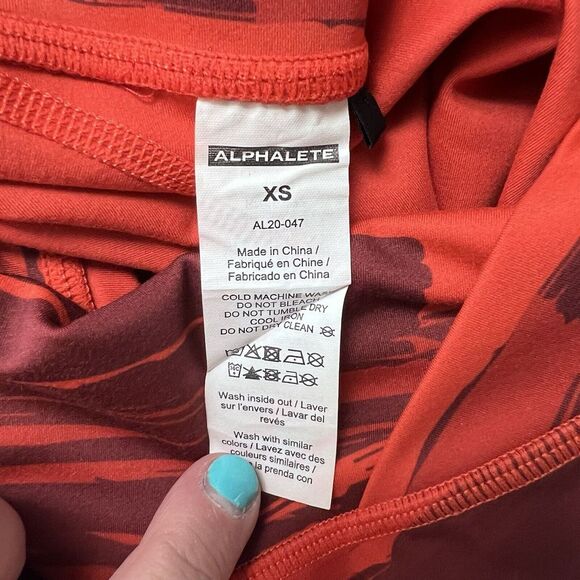 ALPHALETE
XS
AL20-047
Made in China /
Fabriqué en Chine /
Fabricado en China
COLD MACHINE WASH
DO NOT BLEACH
DO NOT TUMBLE DRY
COOL IRON
DO NOT DRY CLEAN
Wash inside out / Laver
sur l'envers / Lavar del
revés
Wash with similar
colors / Lavez avec des
couleurs similaires /
la prenda con